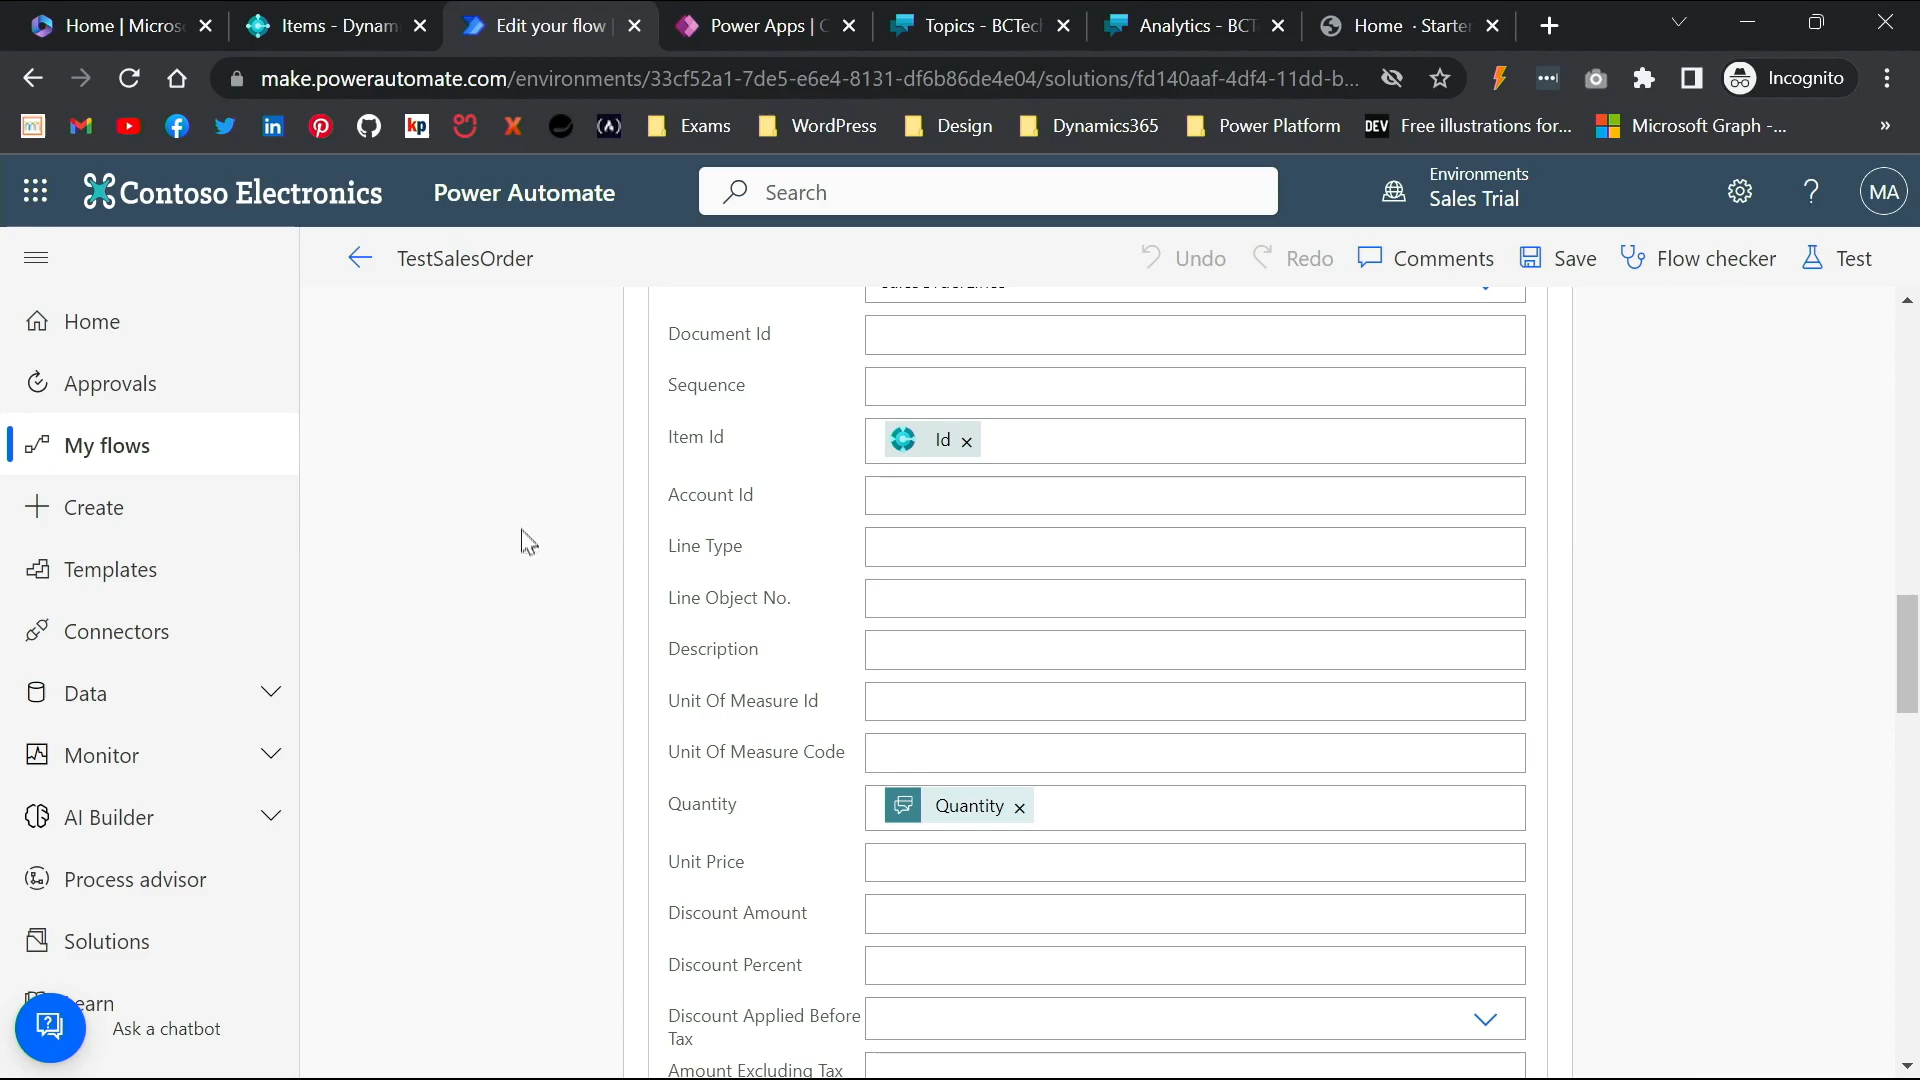 Home | Micros
Items - Dynam
Edit your flow
Power Apps | C
Topics - BCTech
Analytics - BCT
Home · Starter
make.powerautomate.com/environments/33cf52a1-7de5-e6e4-8131-df6b86de4e04/solutions/fd140aaf-4df4-11dd-b...
Incognito
Exams
WordPress
Design
Dynamics365
Power Platform
DEV
Free illustrations for...
Microsoft Graph -...
kp
Contoso Electronics
Power Automate
Search
Environments
Sales Trial
MA
TestSalesOrder
Undo
Redo
Comments
Save
Flow checker
Test
Home
Approvals
My flows
Create
Templates
Connectors
Data
Monitor
AI Builder
Process advisor
Solutions
earn
Ask a chatbot
Document Id
Sequence
Item Id
Id
Account Id
Line Type
Line Object No.
Description
Unit Of Measure Id
Unit Of Measure Code
Quantity
Quantity
Unit Price
Discount Amount
Discount Percent
Discount Applied Before
Tax
Amount Excluding Tax